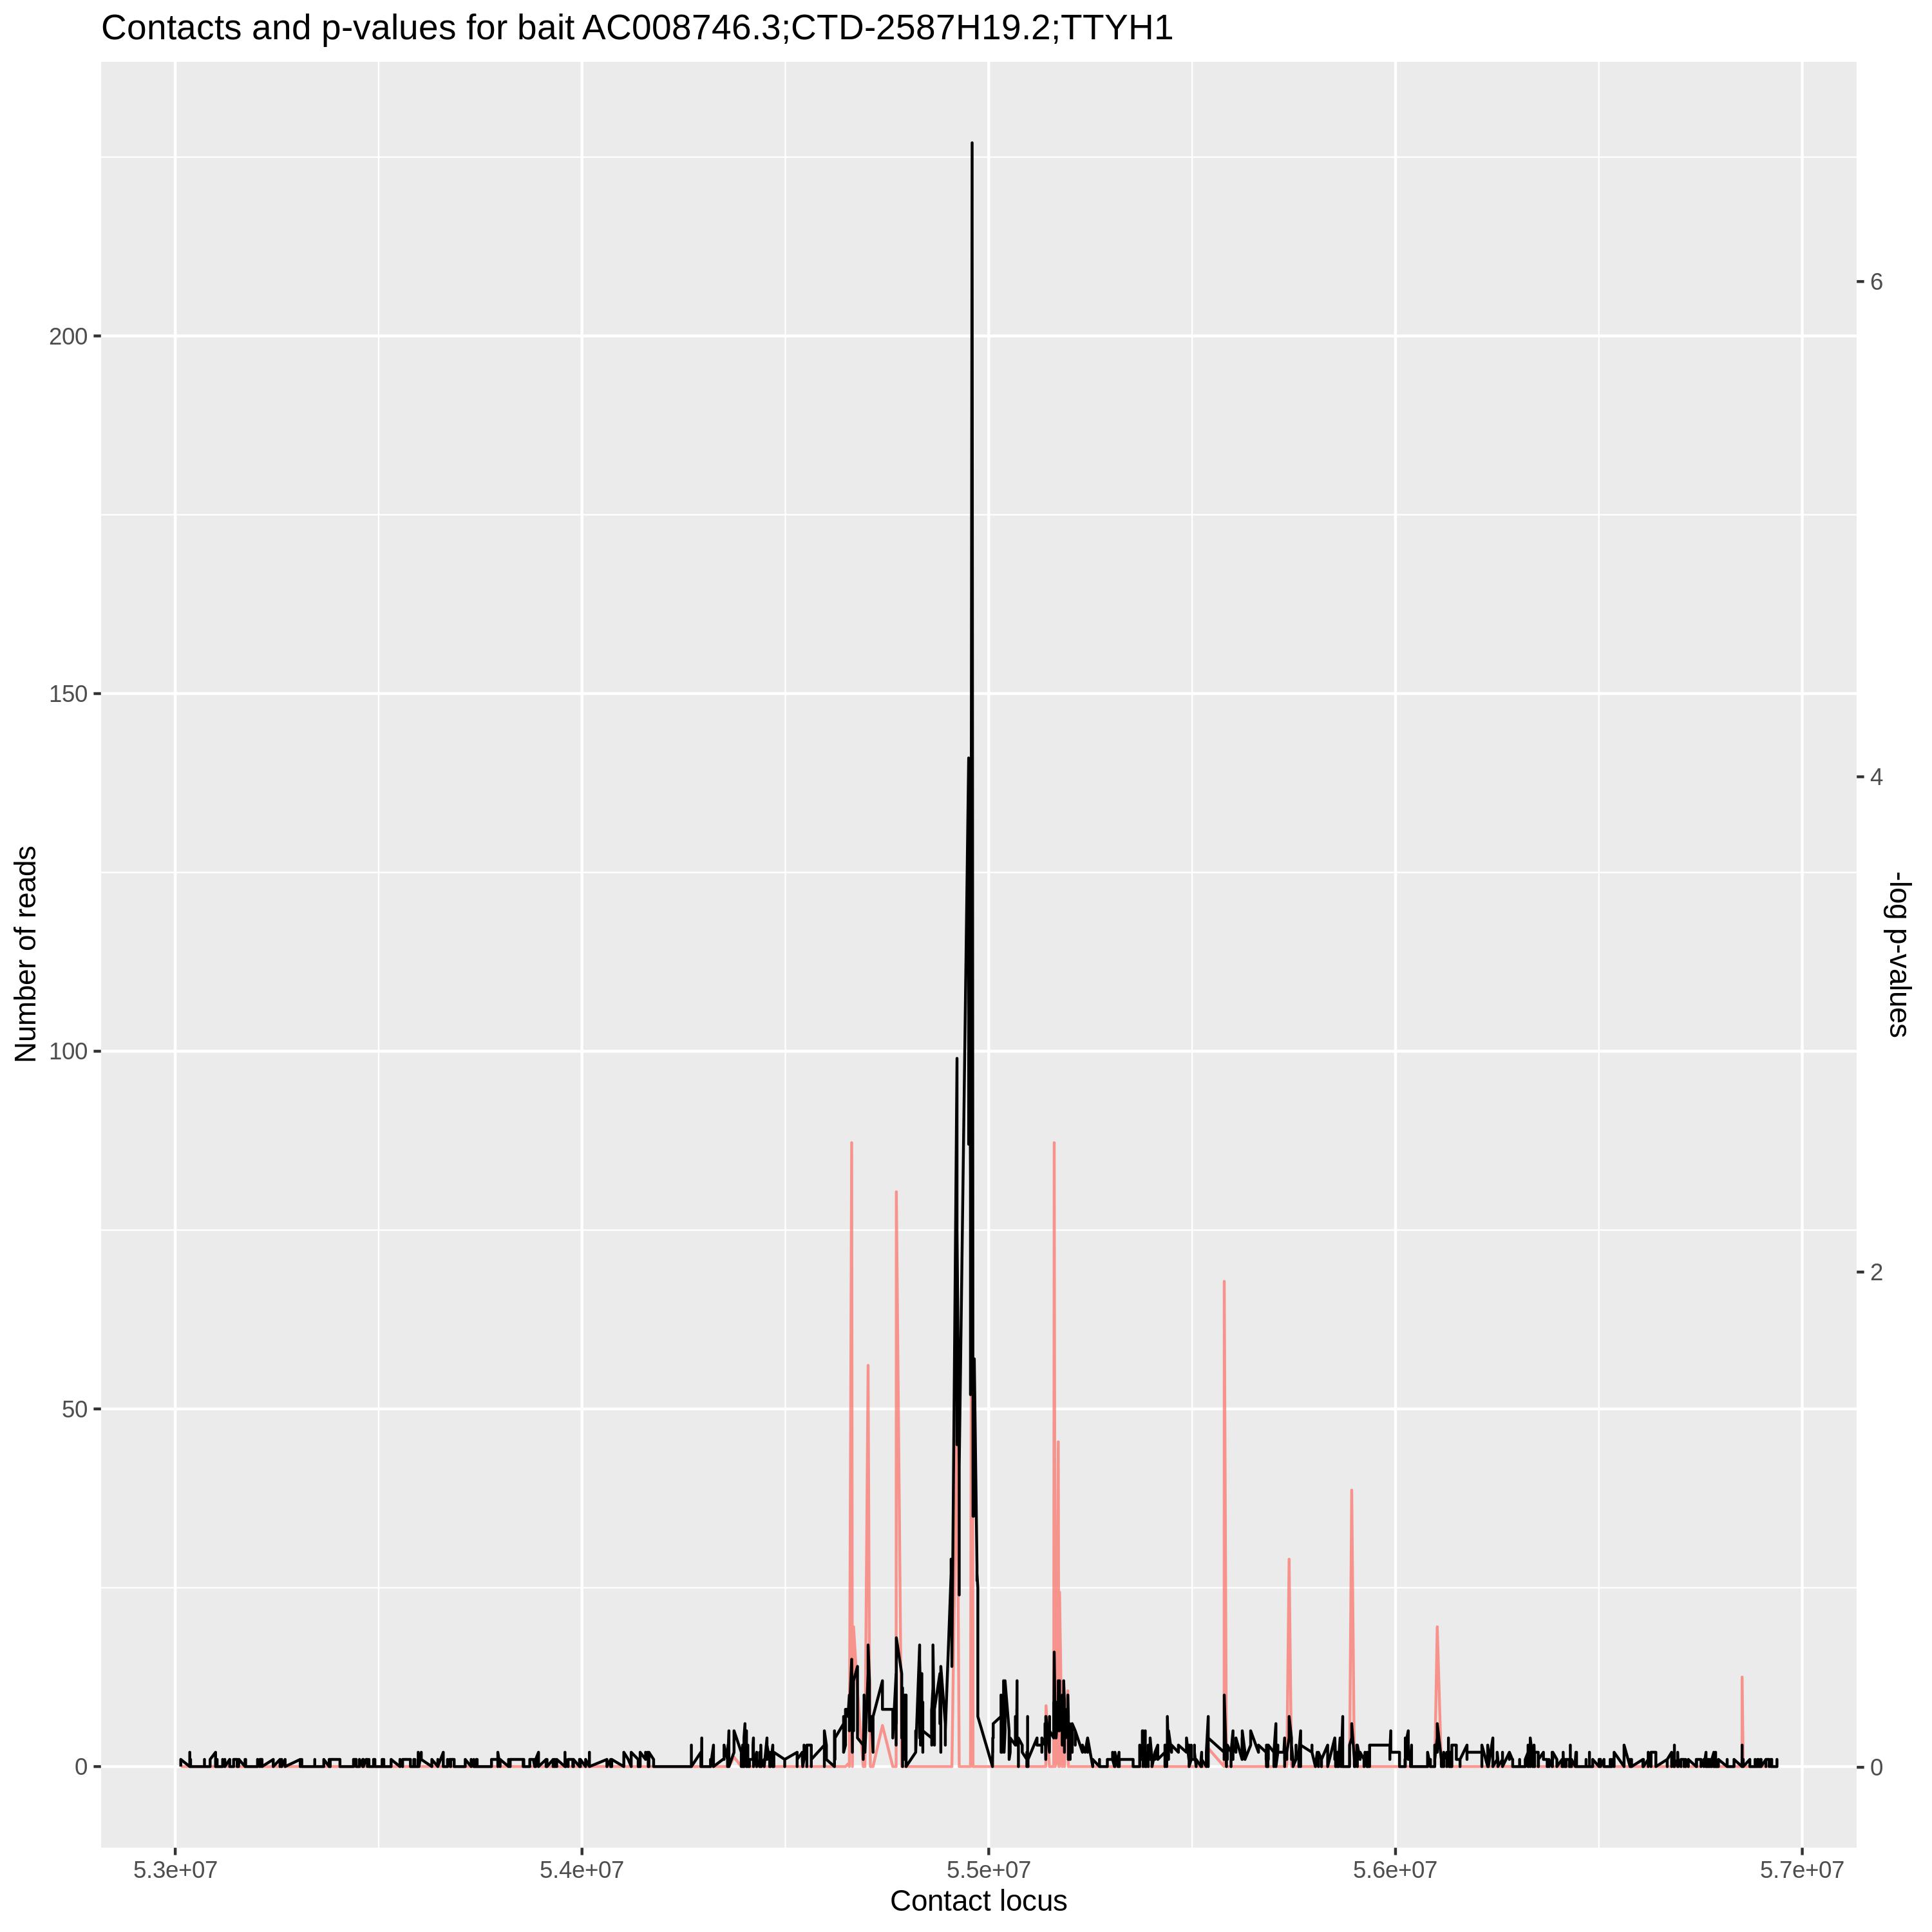 Contacts and p-values for bait AC008746.3;CTD-2587H19.2;TTYH1
Number of reads
200
150
100
50
0
6
4
2
0
-log p-values
5.3e+07
5.4e+07
5.5e+07
5.6e+07
5.7e+07
Contact locus